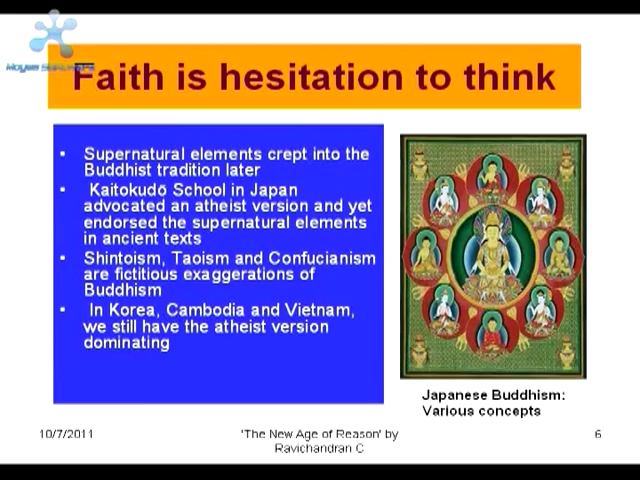 Faith is hesitation to think
• Supernatural elements crept into the
Buddhist tradition later
• Kaitokudō School in Japan
advocated an atheist version and yet
endorsed the supernatural elements
in ancient texts
• Shintoism, Taoism and Confucianism
are fictitious exaggerations of
Buddhism
• In Korea, Cambodia and Vietnam,
we still have the atheist version
dominating
Japanese Buddhism:
Various concepts
10/7/2011
'The New Age of Reason' by
Ravichandran C
6